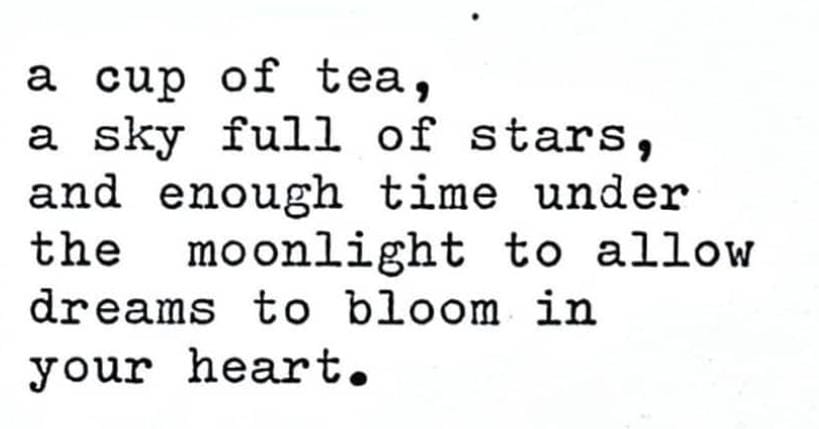 a cup of tea,
a sky full of stars,
and enough time under
the  moonlight to allow
dreams to bloom in
your heart.